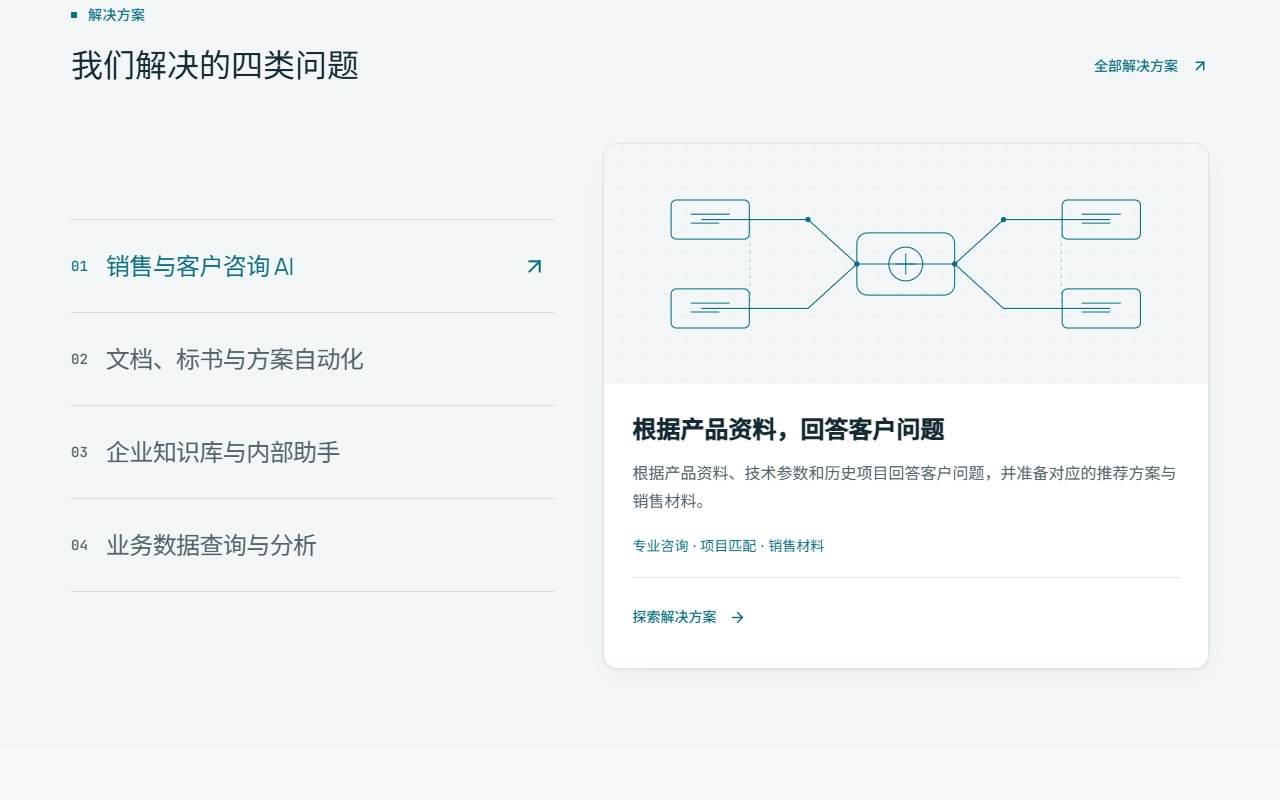 解决方案
我们解决的四类问题
全部解决方案
01 销售与客户咨询 AI
02 文档、标书与方案自动化
03 企业知识库与内部助手
04 业务数据查询与分析
根据产品资料，回答客户问题
根据产品资料、技术参数和历史项目回答客户问题，并准备对应的推荐方案与
销售材料。
专业咨询 · 项目匹配 · 销售材料
探索解决方案